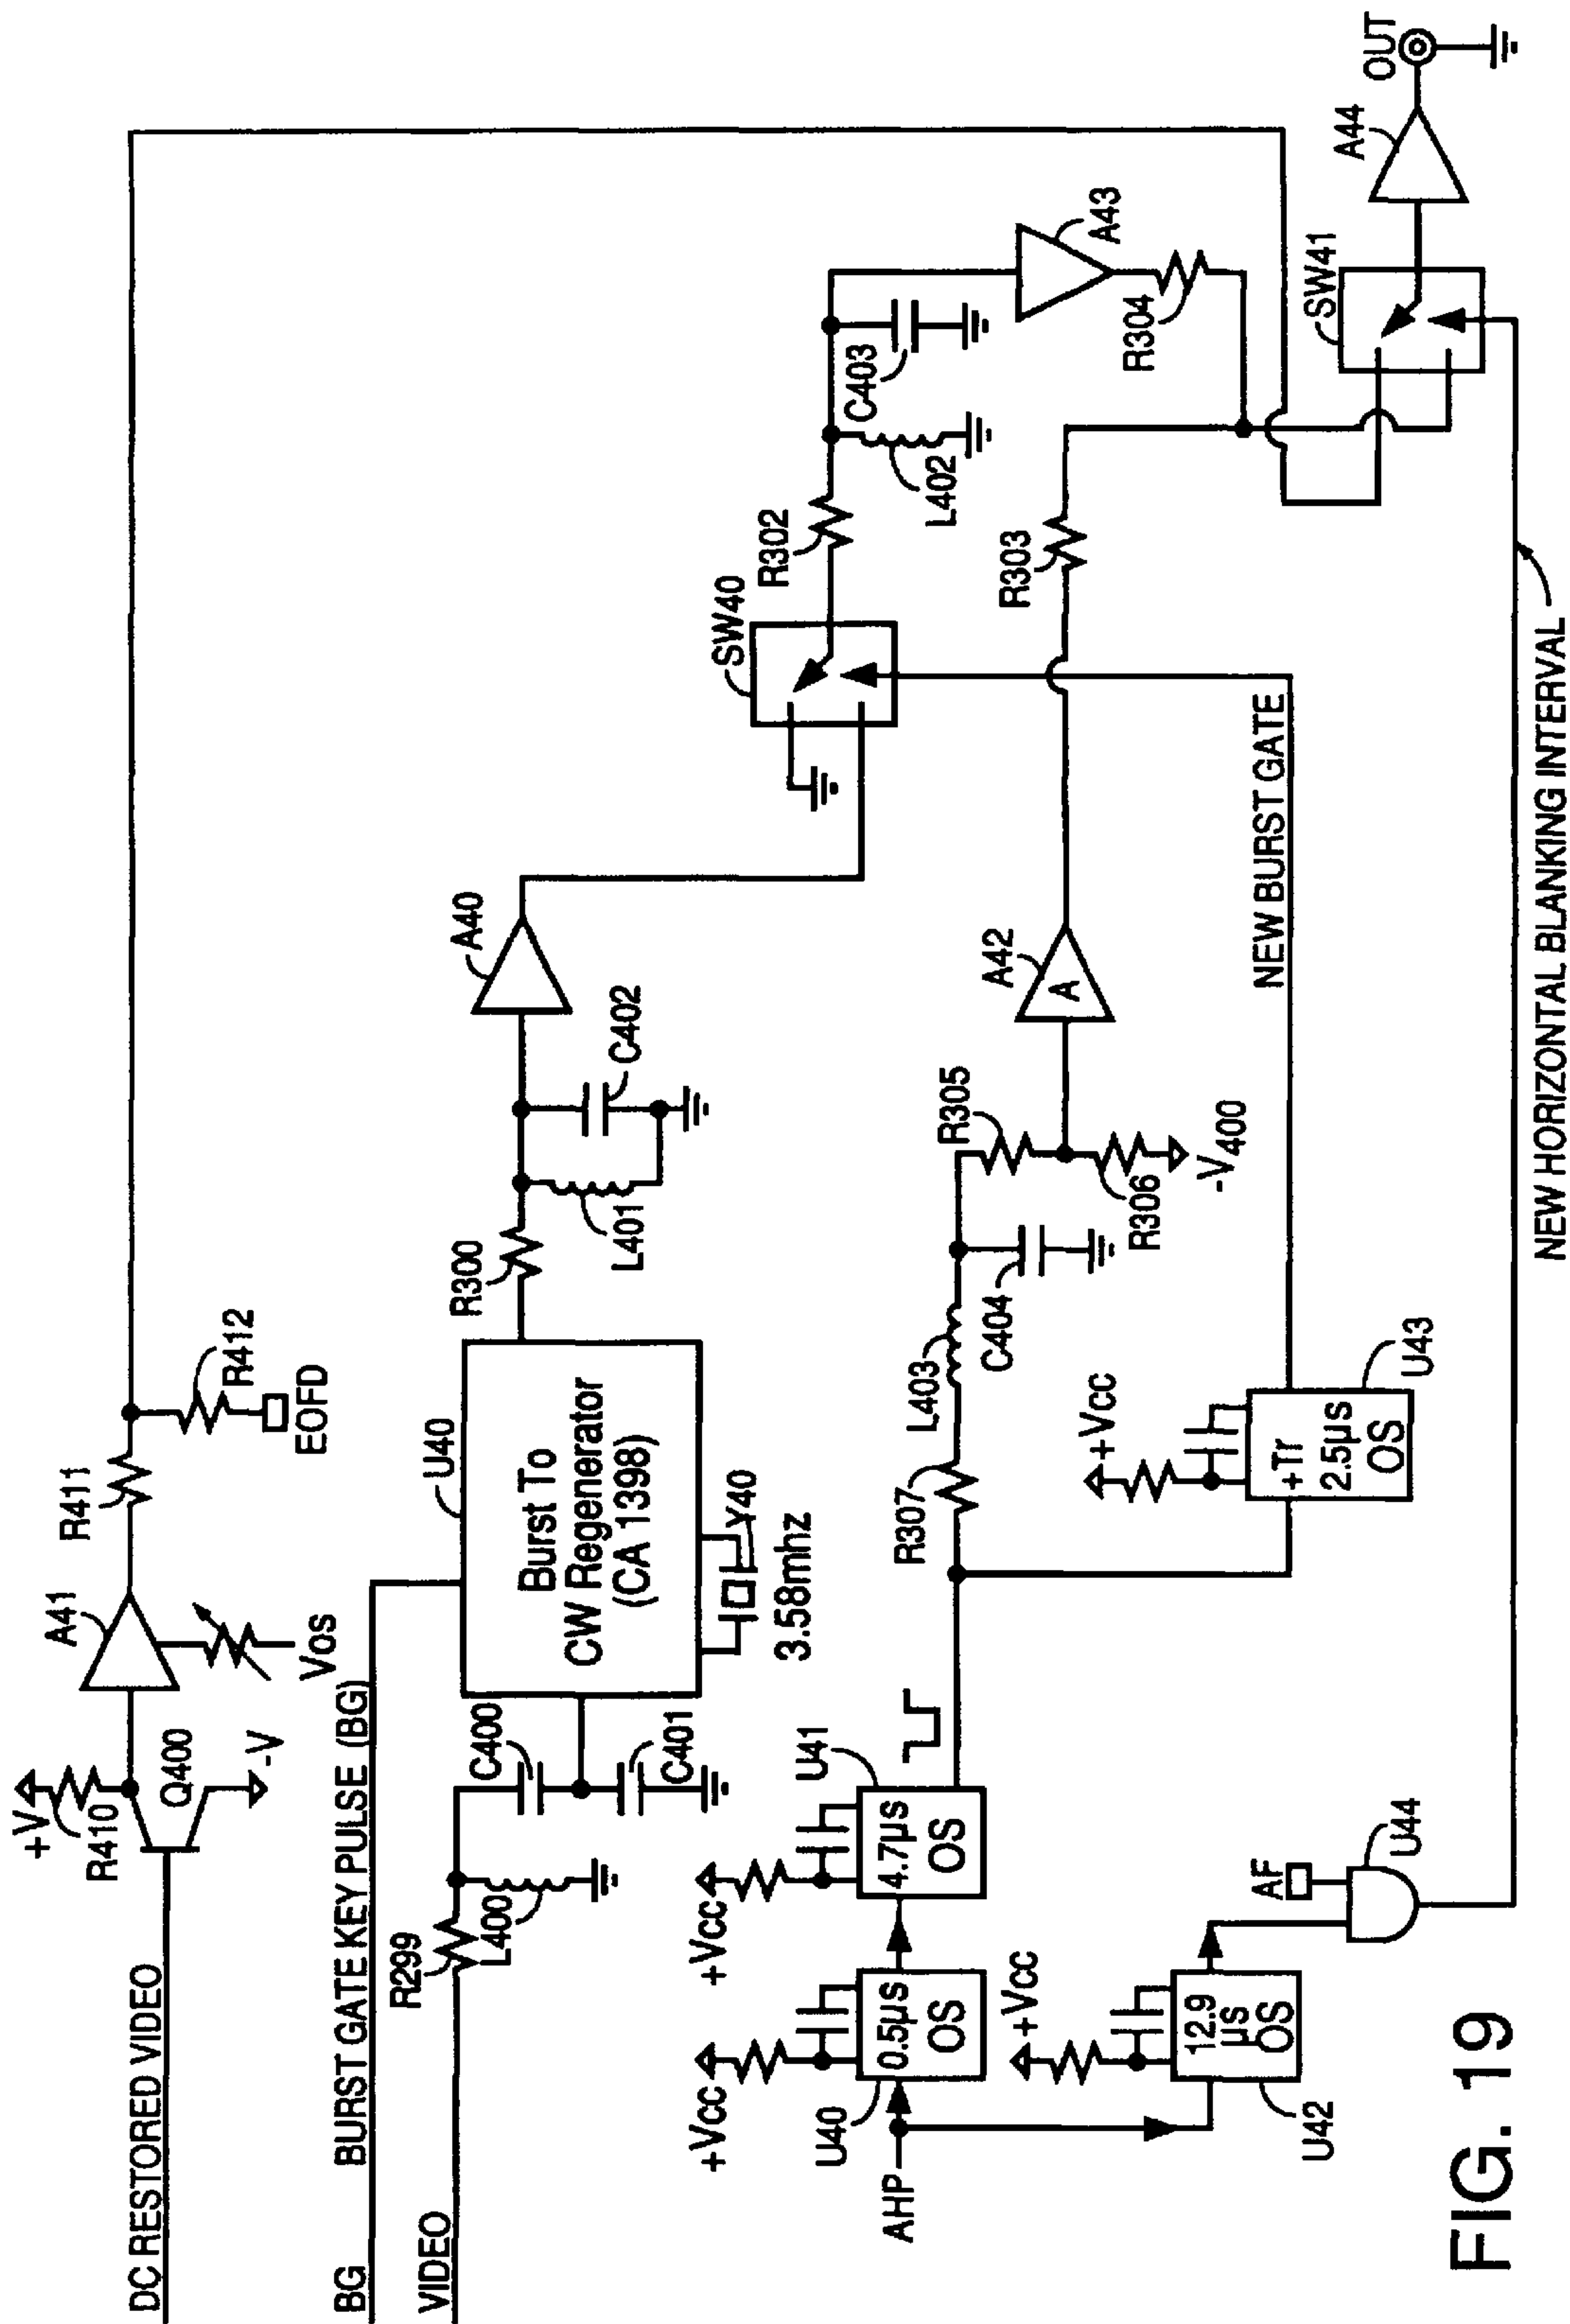 DC RESTORED VIDEO
+V
R410
Q400
-V
A41
VOS
R411
R412
EOFD
BG
BURST GATE KEY PULSE (BG)
VIDEO
R299
L400
C400
C401
U40
Burst To
CW Regenerator
(CA 1398)
Y40
3.58mhz
R300
L401
C402
A40
SW40
R302
L402
C403
A43
R304
+Vcc
+Vcc
AHP
U40
0.5µs
OS
U41
4.7µs
OS
R307
L403
C404
R305
R306
-V400
A42
A
R303
+Vcc
U42
12.9
µs
OS
AF
U44
+Vcc
+Tr
2.5µs
OS
U43
NEW BURST GATE
NEW HORIZONTAL BLANKING INTERVAL
SW41
A44
OUT
FIG. 19